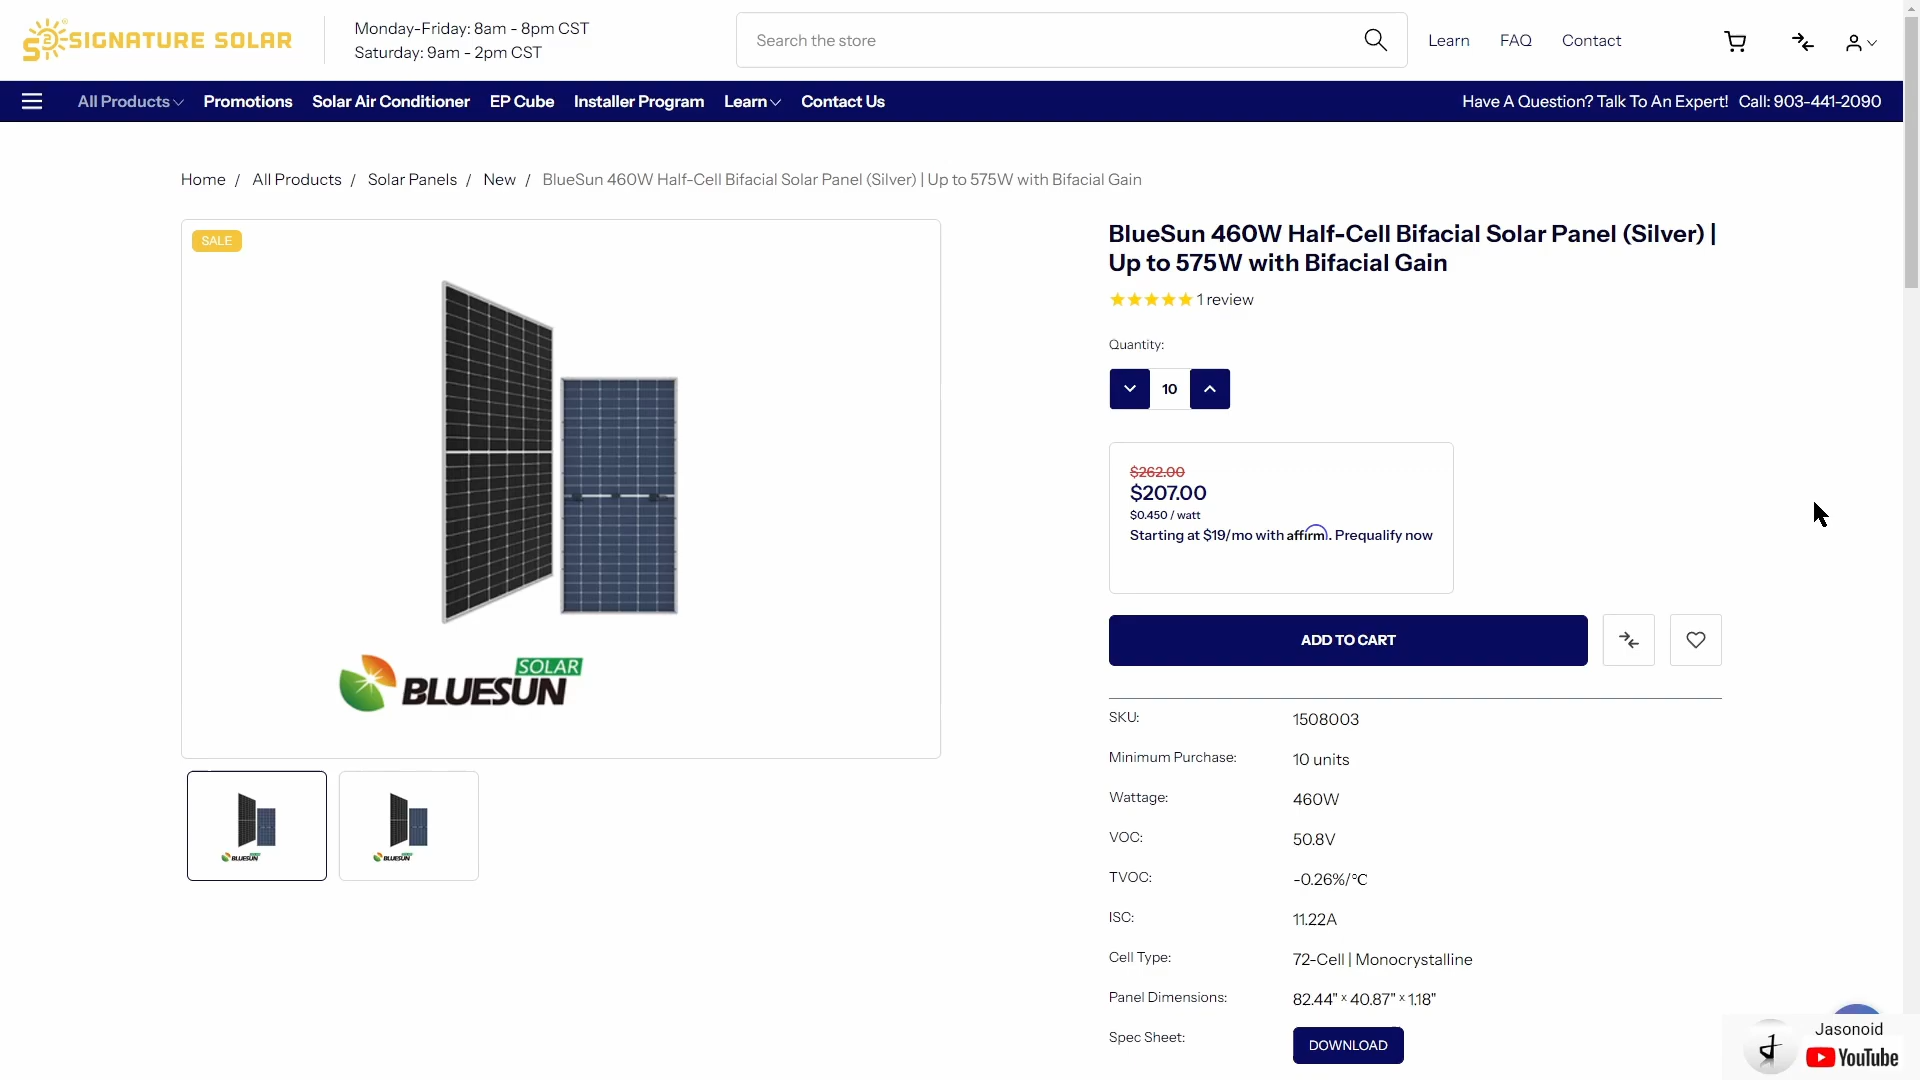 SIGNATURE SOLAR
Monday-Friday: 8am - 8pm CST
Saturday: 9am - 2pm CST
Search the store
Learn
FAQ
Contact
All Products
Promotions
Solar Air Conditioner
EP Cube
Installer Program
Learn
Contact Us
Have A Question? Talk To An Expert!
Call: 903-441-2090
Home / All Products / Solar Panels / New / BlueSun 460W Half-Cell Bifacial Solar Panel (Silver) | Up to 575W with Bifacial Gain
SALE
SOLAR
BLUESUN
BLUESUN
BLUESUN
BlueSun 460W Half-Cell Bifacial Solar Panel (Silver) |
Up to 575W with Bifacial Gain
1 review
Quantity:
10
$262.00
$207.00
$0.450 / watt
Starting at $19/mo with affirm. Prequalify now
ADD TO CART
SKU: 1508003
Minimum Purchase: 10 units
Wattage: 460W
VOC: 50.8V
TVOC: -0.26%/℃
ISC: 11.22A
Cell Type: 72-Cell | Monocrystalline
Panel Dimensions: 82.44" x 40.87" x 1.18"
Spec Sheet: DOWNLOAD
Jasonoid
YouTube